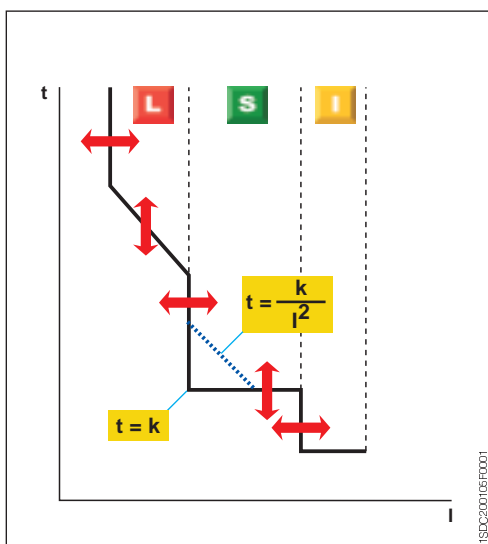 t
L S I
t = k
I²
t = k
I
1SDC200105F0001